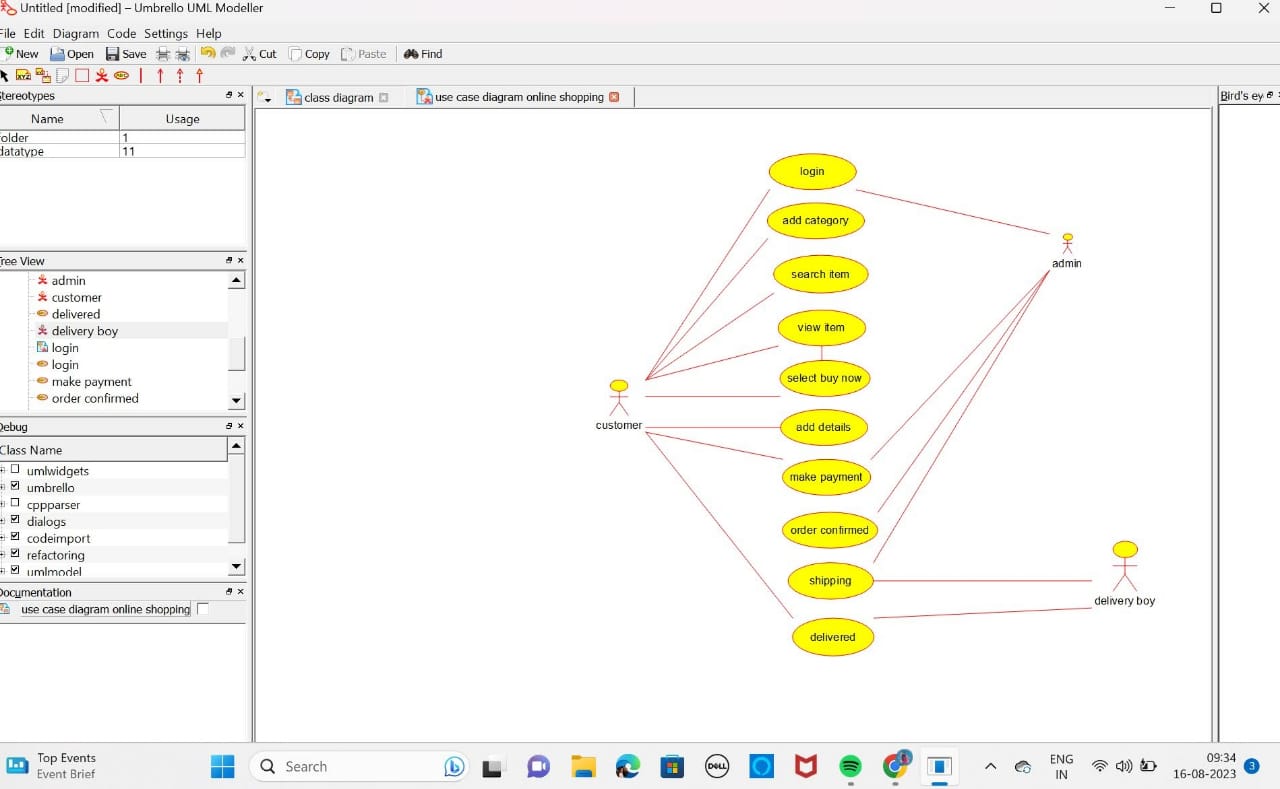 Untitled [modified] – Umbrello UML Modeller
File Edit Diagram Code Settings Help
New Open Save Cut Copy Paste Find
Stereotypes
class diagram
use case diagram online shopping
Bird's ey
Name Usage
folder 1
datatype 11
Tree View
admin
customer
delivered
delivery boy
login
login
make payment
order confirmed
Debug
Class Name
umlwidgets
umbrello
cppparser
dialogs
codeimport
refactoring
umlmodel
Documentation
use case diagram online shopping
login
add category
search item
view item
select buy now
add details
make payment
order confirmed
shipping
delivered
customer
admin
delivery boy
Top Events
Event Brief
Search
DELL
ENG
IN
09:34
16-08-2023
3